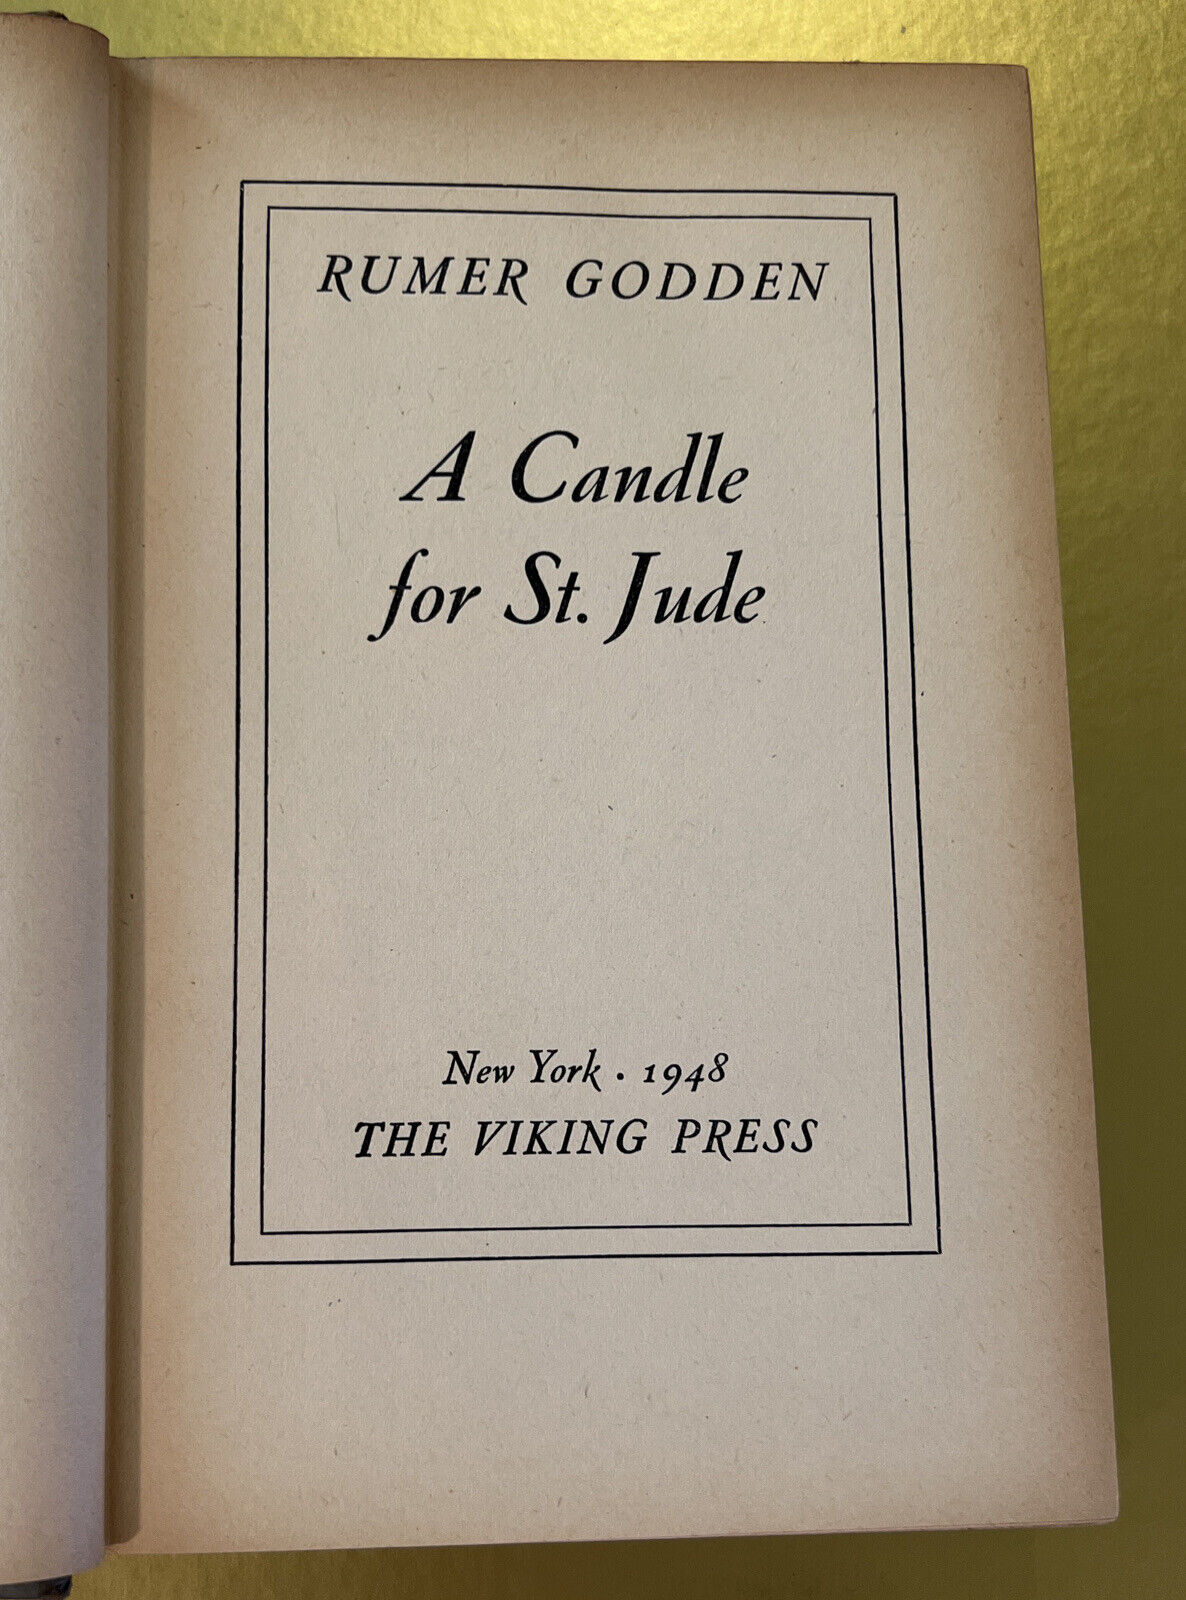 RUMER GODDEN
A Candle
for St. Jude
New York · 1948
THE VIKING PRESS